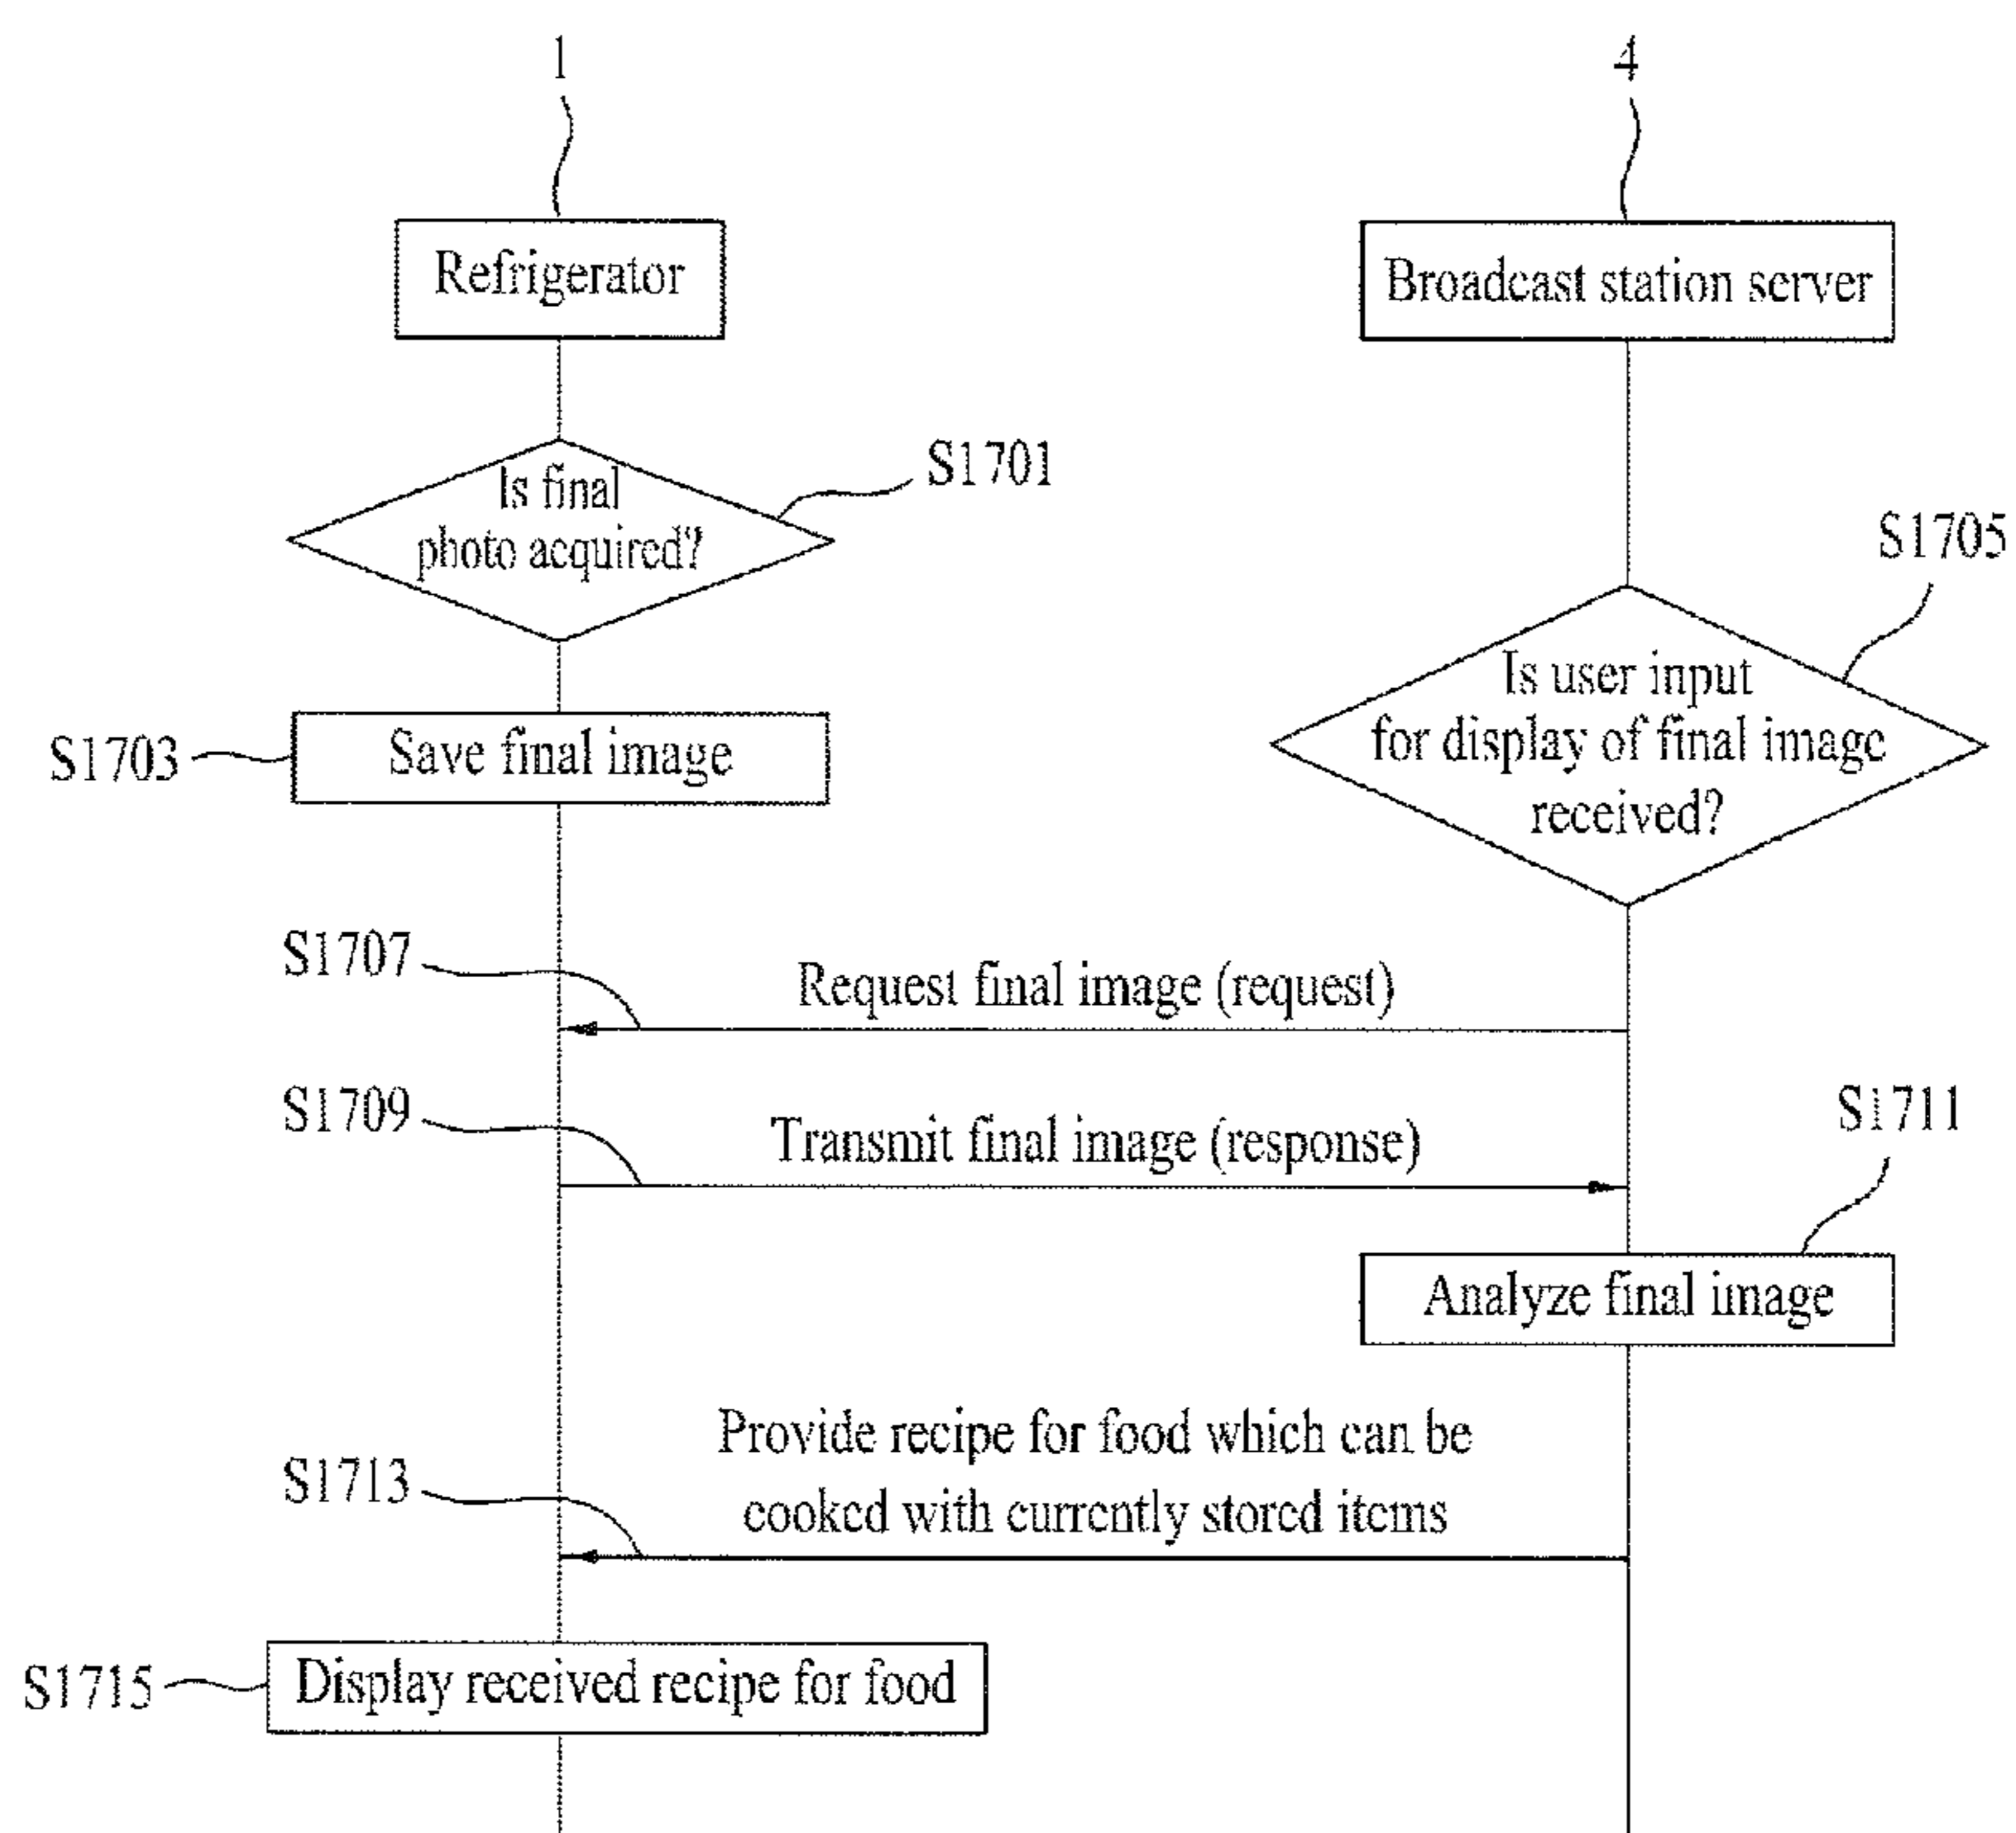 1
4
Refrigerator
Broadcast station server
S1701
Is final
photo acquired?
S1705
Is user input
for display of final image
received?
S1703
Save final image
S1707
Request final image (request)
S1709
Transmit final image (response)
S1711
Analyze final image
Provide recipe for food which can be
cooked with currently stored items
S1713
S1715
Display received recipe for food